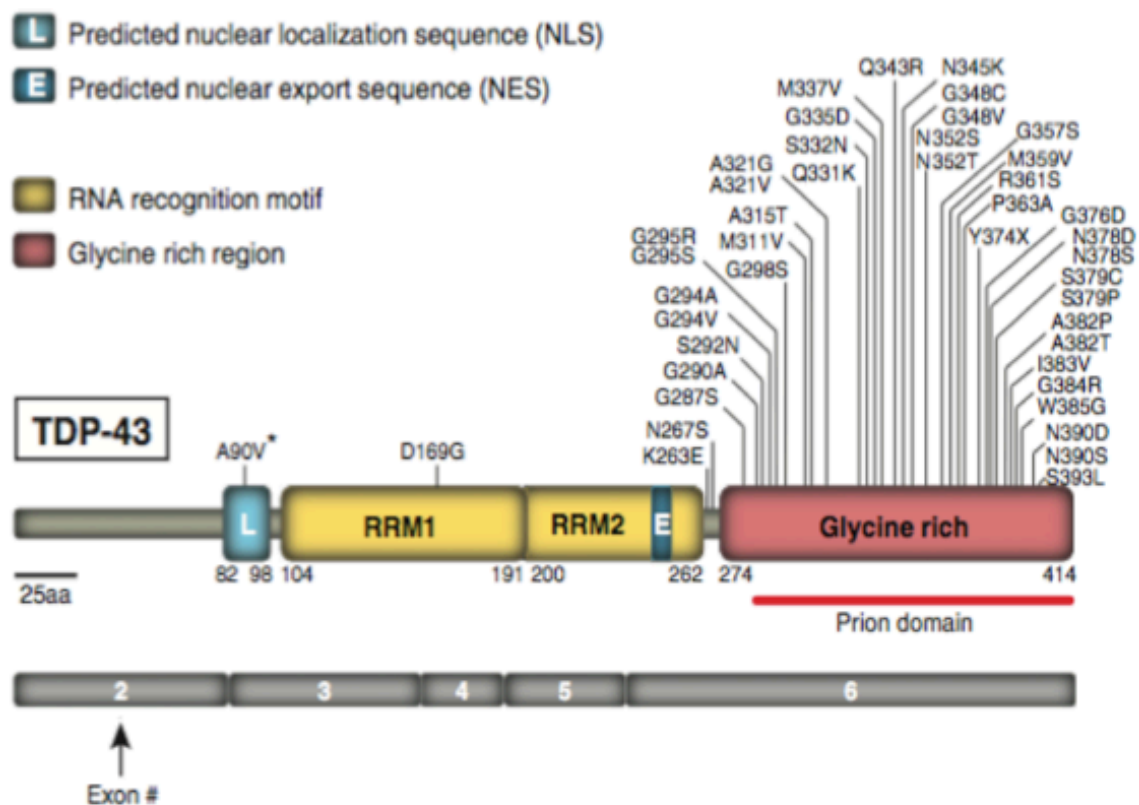 L Predicted nuclear localization sequence (NLS)
E Predicted nuclear export sequence (NES)
RNA recognition motif
Glycine rich region
Q343R
N345K
M337V
G348C
G335D
G348V
S332N
N352S
G357S
Q331K
N352T
M359V
A321G
A321V
R361S
P363A
A315T
G376D
G295R
G295S
M311V
Y374X
N378D
N378S
G298S
S379C
G294A
S379P
G294V
A382P
S292N
A382T
G290A
I383V
G384R
G287S
W385G
TDP-43
A90V*
D169G
N267S
N390D
K263E
N390S
S393L
L
RRM1
RRM2
E
Glycine rich
82 98 104 191 200 262 274 414
25aa
Prion domain
2 3 4 5 6
Exon #